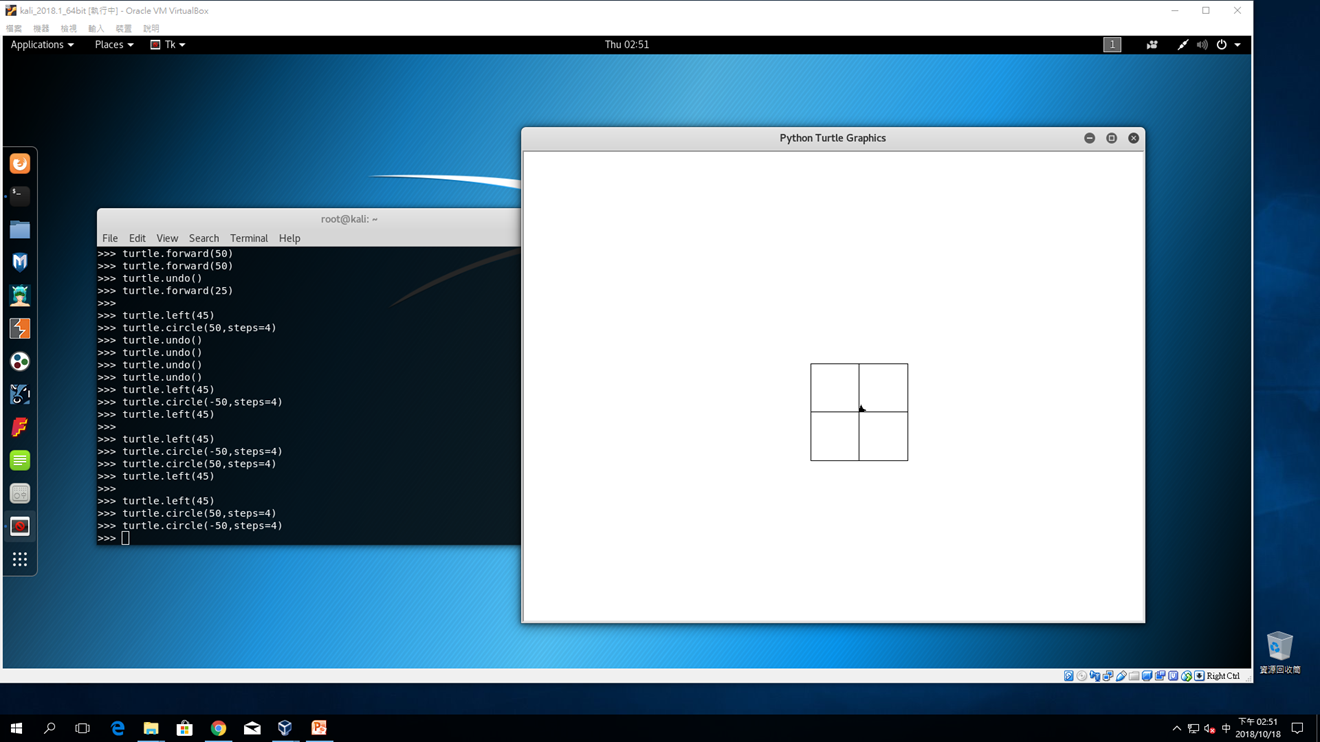 kali_2018.1_64bit [執行中] - Oracle VM VirtualBox
檔案 機器 檢視 輸入 裝置 說明
Applications Places Tk Thu 02:51 1
Python Turtle Graphics
root@kali: ~
File Edit View Search Terminal Help
>>> turtle.forward(50)
>>> turtle.forward(50)
>>> turtle.undo()
>>> turtle.forward(25)
>>>
>>> turtle.left(45)
>>> turtle.circle(50,steps=4)
>>> turtle.undo()
>>> turtle.undo()
>>> turtle.undo()
>>> turtle.undo()
>>> turtle.left(45)
>>> turtle.circle(-50,steps=4)
>>> turtle.left(45)
>>>
>>> turtle.left(45)
>>> turtle.circle(-50,steps=4)
>>> turtle.circle(50,steps=4)
>>> turtle.left(45)
>>>
>>> turtle.left(45)
>>> turtle.circle(50,steps=4)
>>> turtle.circle(-50,steps=4)
>>>
資源回收筒
Right Ctrl
中
下午 02:51
2018/10/18